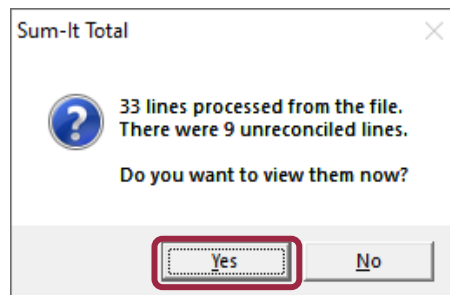 Sum-It Total
33 lines processed from the file.
There were 9 unreconciled lines.
Do you want to view them now?
Yes
No